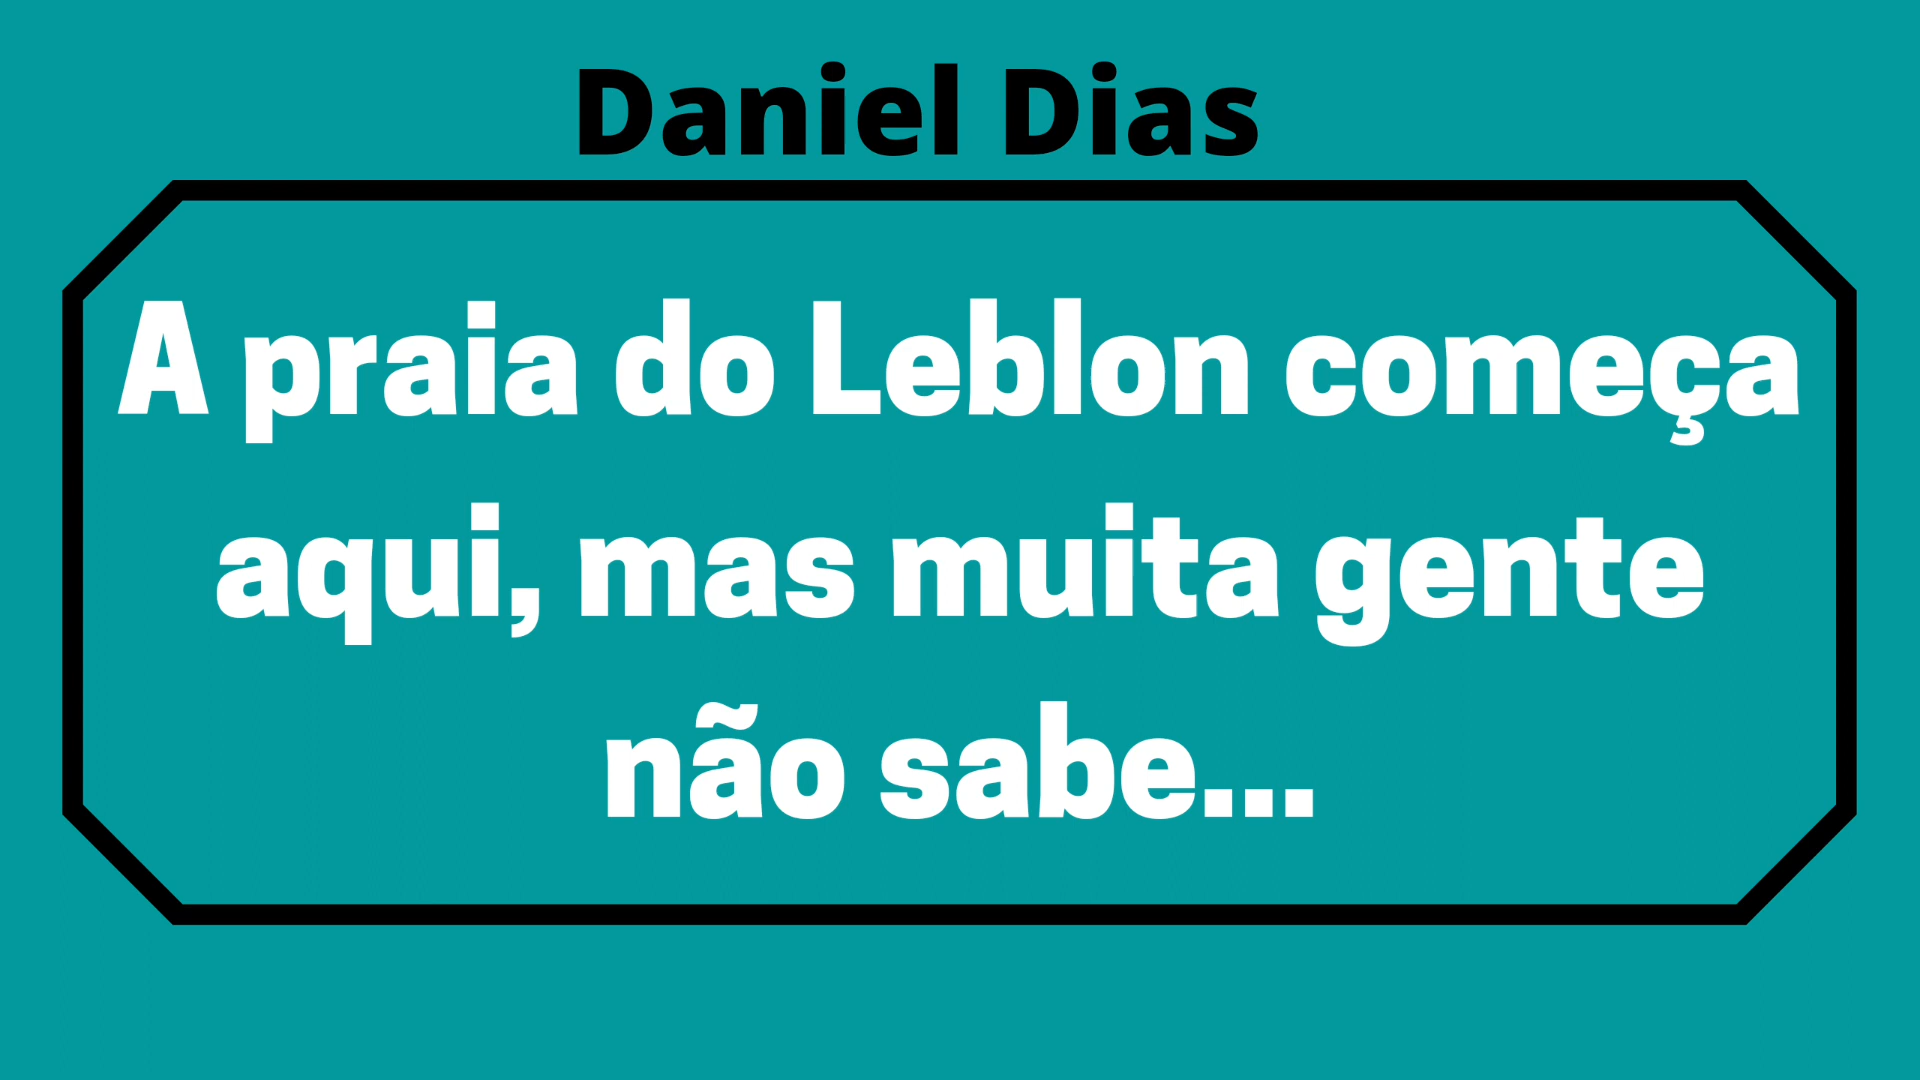 Daniel Dias
A praia do Leblon começa
aqui, mas muita gente
não sabe...